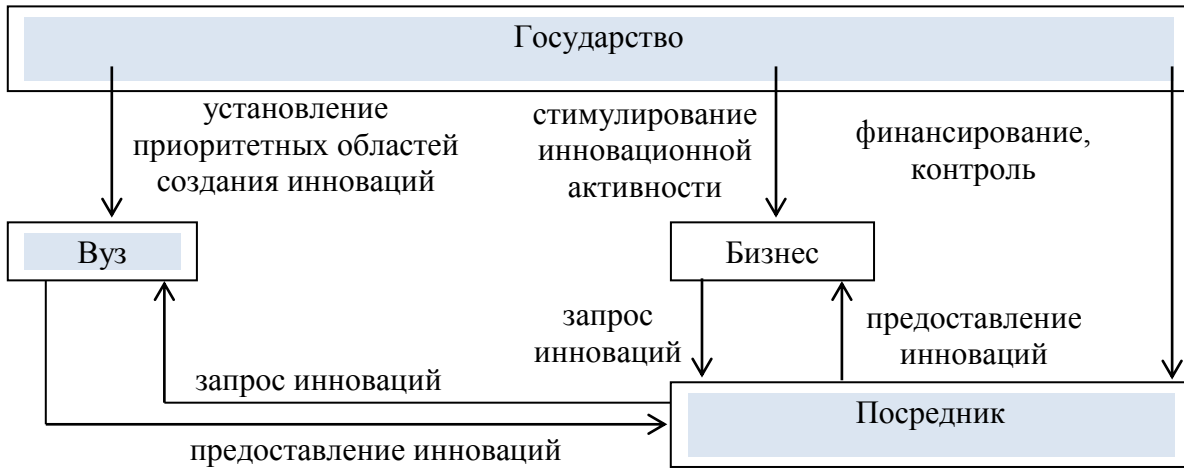 Государство
установление
приоритетных областей
создания инноваций
стимулирование
инновационной
активности
финансирование,
контроль
Вуз
Бизнес
запрос
инноваций
предоставление
инноваций
запрос инноваций
Посредник
предоставление инноваций